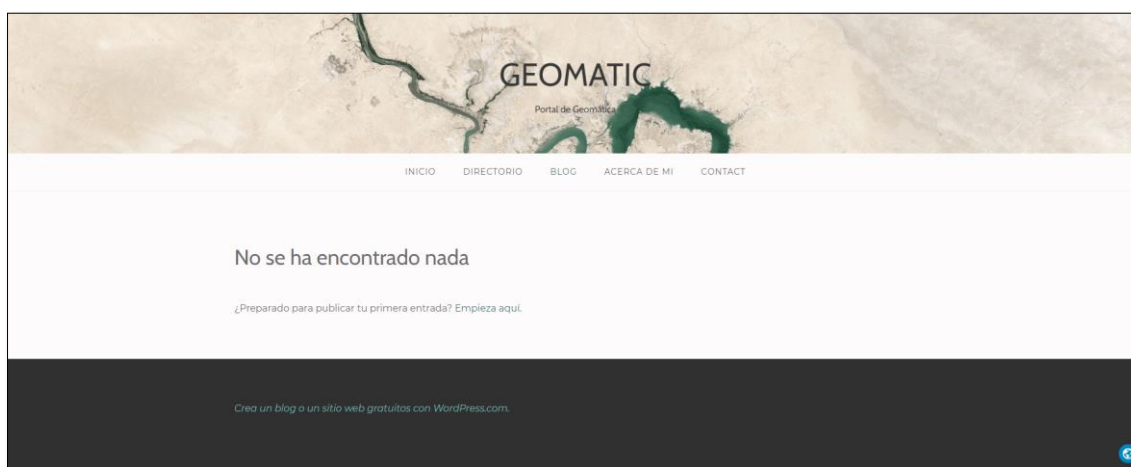 GEOMATIC
Portal de Geomática
INICIO DIRECTORIO BLOG ACERCA DE MI CONTACT
No se ha encontrado nada
¿Preparado para publicar tu primera entrada? Empieza aquí.
Crea un blog o un sitio web gratuitos con WordPress.com.